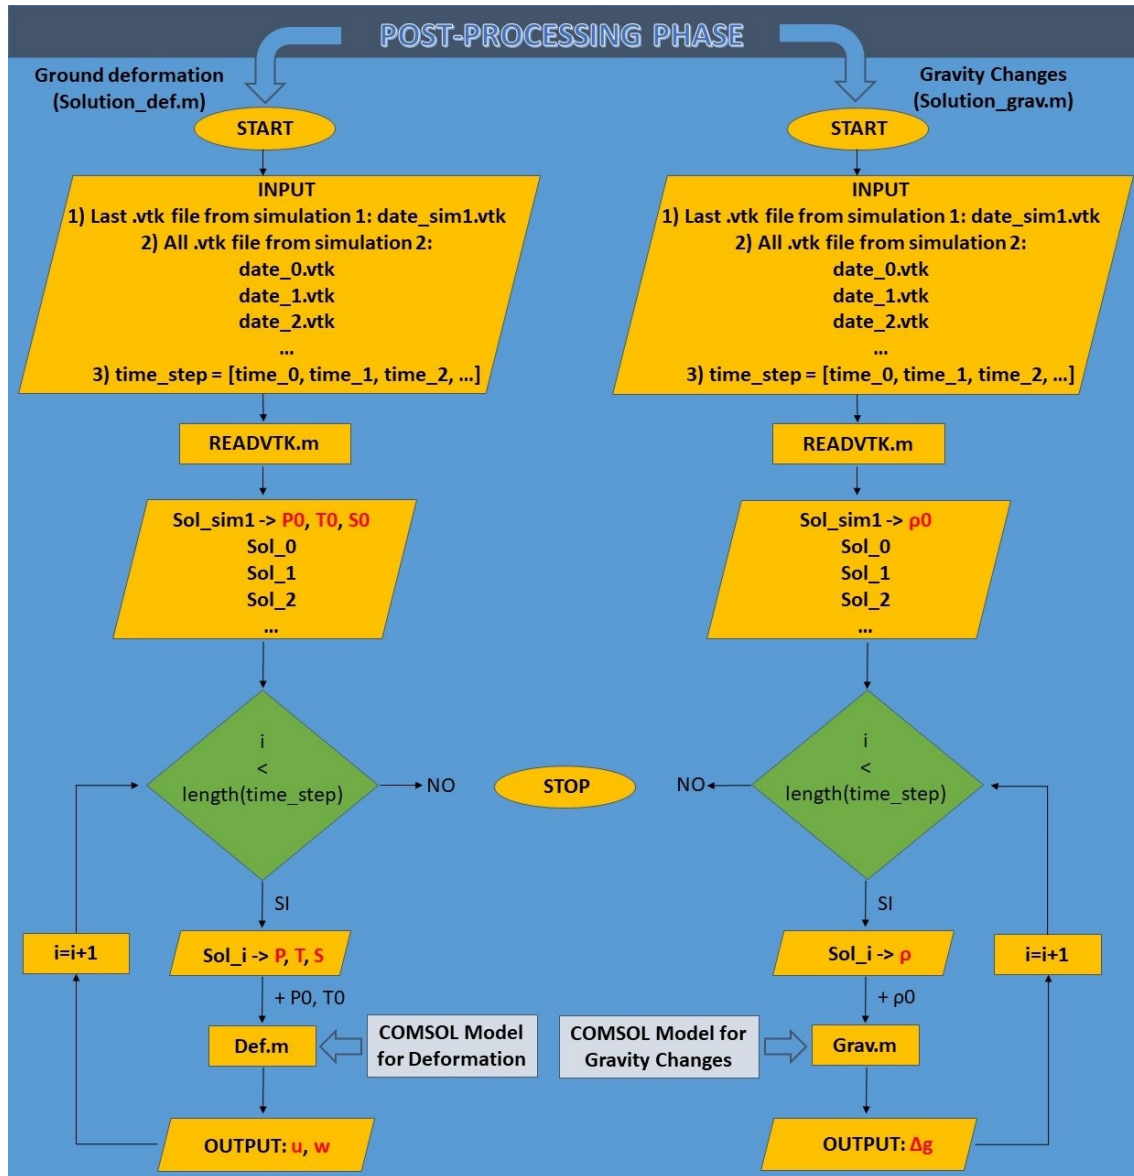 POST-PROCESSING PHASE
Ground deformation
(Solution_def.m)
START
INPUT
1) Last .vtk file from simulation 1: date_sim1.vtk
2) All .vtk file from simulation 2:
date_0.vtk
date_1.vtk
date_2.vtk
...
3) time_step = [time_0, time_1, time_2, ...]
READVTK.m
Sol_sim1 -> P0, T0, S0
Sol_0
Sol_1
Sol_2
...
i
<
length(time_step)
NO
SI
i=i+1
Sol_i -> P, T, S
+ P0, T0
Def.m
COMSOL Model
for Deformation
OUTPUT: u, w
STOP
Gravity Changes
(Solution_grav.m)
START
INPUT
1) Last .vtk file from simulation 1: date_sim1.vtk
2) All .vtk file from simulation 2:
date_0.vtk
date_1.vtk
date_2.vtk
...
3) time_step = [time_0, time_1, time_2, ...]
READVTK.m
Sol_sim1 -> ρ0
Sol_0
Sol_1
Sol_2
...
i
<
length(time_step)
NO
SI
Sol_i -> ρ
i=i+1
+ ρ0
COMSOL Model for
Gravity Changes
Grav.m
OUTPUT: Δg